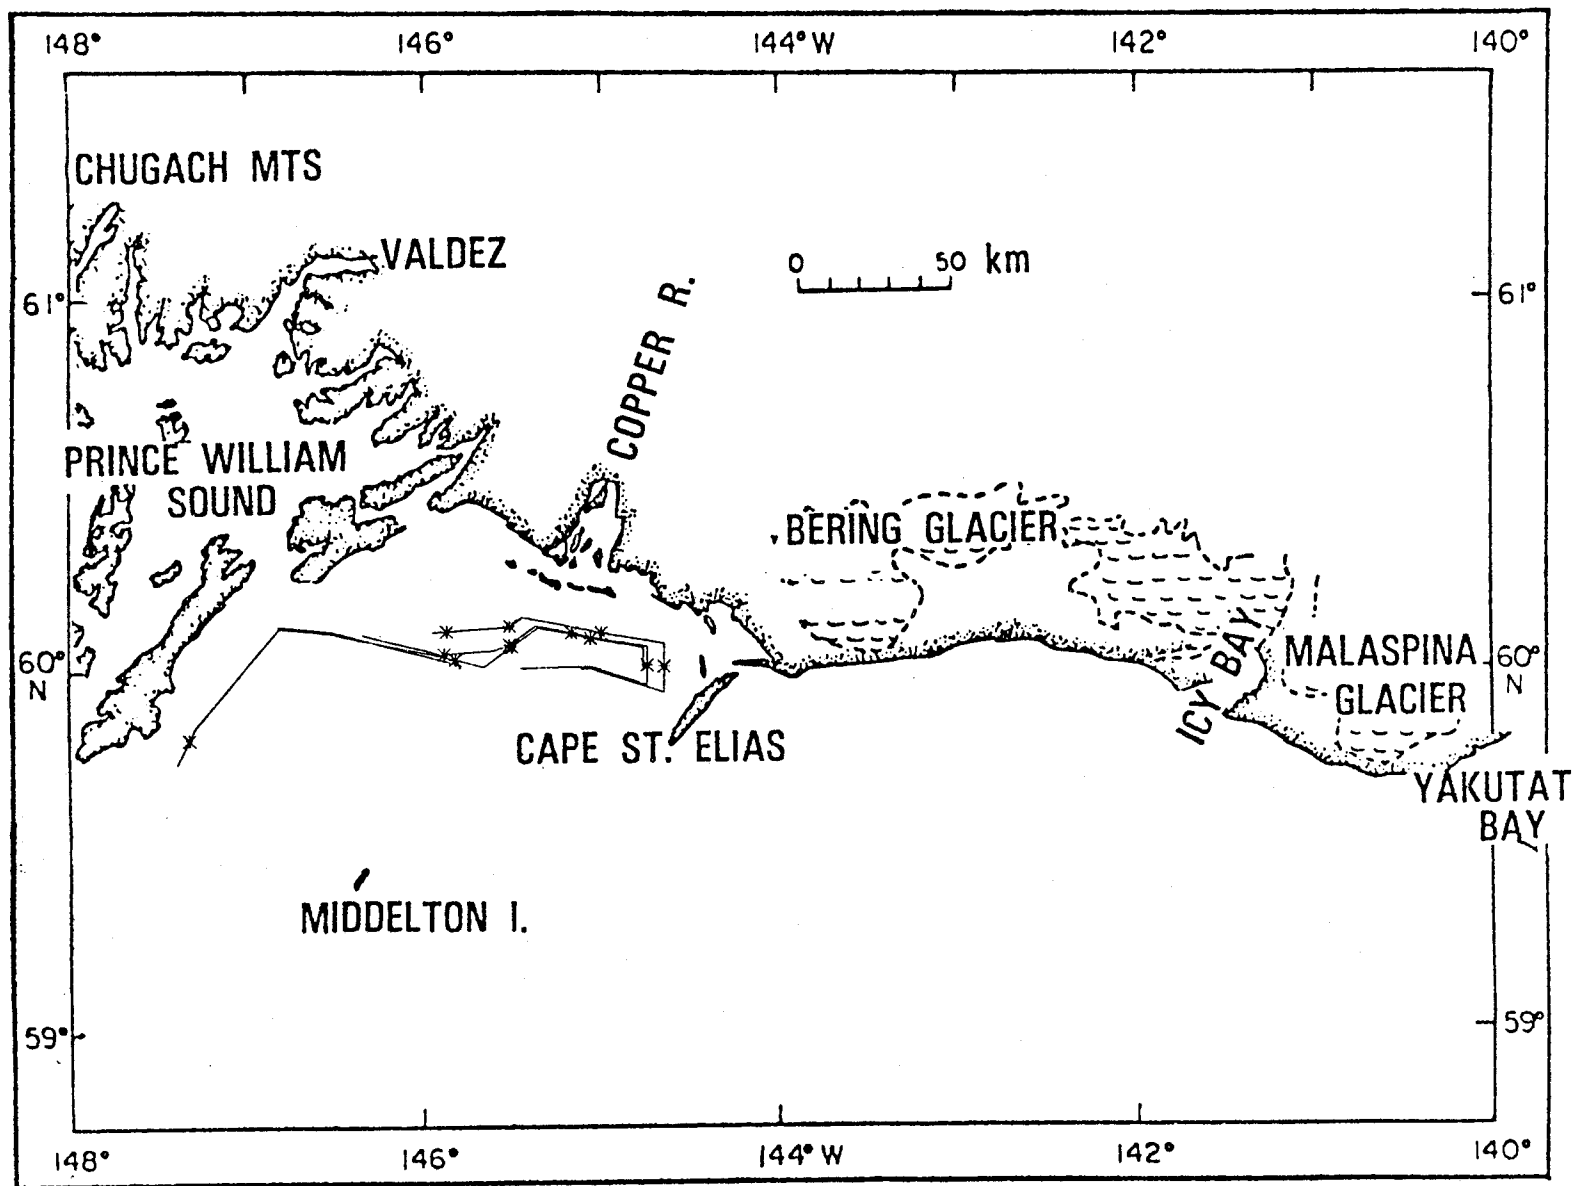 148° 146° 144° W 142° 140°
CHUGACH MTS
VALDEZ
0 50 km
61° 61°
COPPER R.
PRINCE WILLIAM
SOUND
BERING GLACIER
60° 60°
N N
ICY BAY
MALASPINA
GLACIER
CAPE ST. ELIAS
YAKUTAT
BAY
MIDDELTON I.
59° 59°
148° 146° 144° W 142° 140°